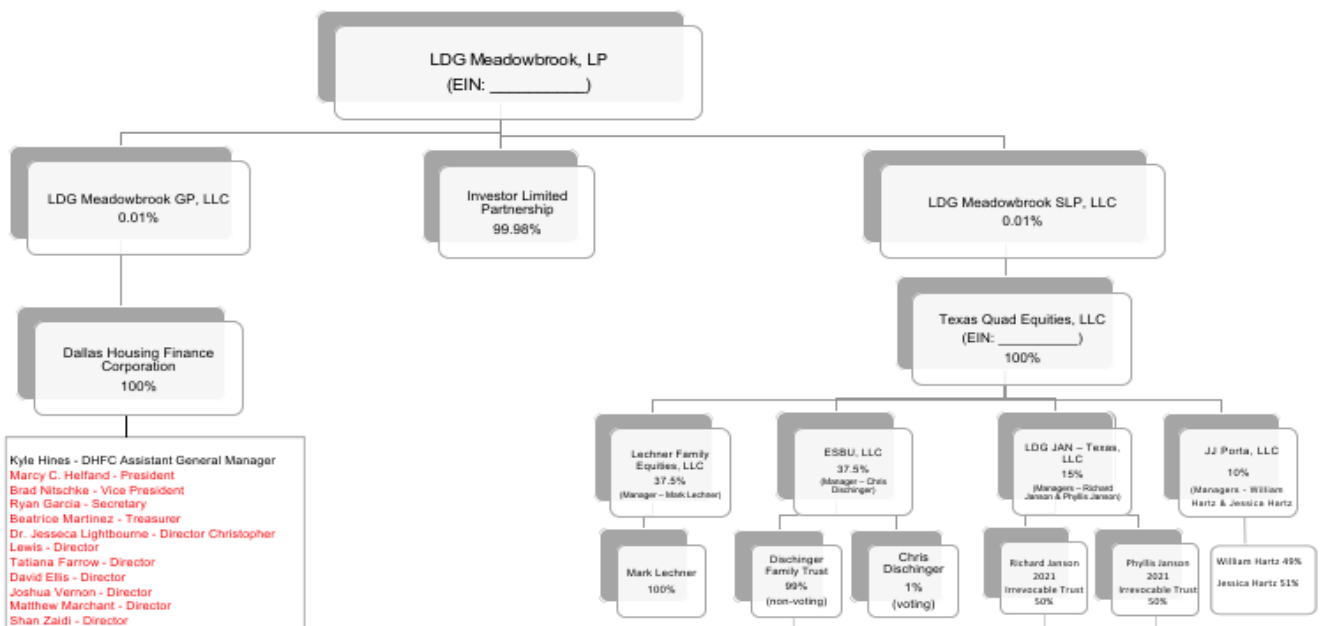 LDG Meadowbrook, LP
(EIN: __________)
LDG Meadowbrook GP, LLC
0.01%
Investor Limited
Partnership
99.98%
LDG Meadowbrook SLP, LLC
0.01%
Dallas Housing Finance
Corporation
100%
Texas Quad Equities, LLC
(EIN: _________)
100%
Kyle Hines - DHFC Assistant General Manager
Marcy C. Helfand - President
Brad Nitschke - Vice President
Ryan Garcia - Secretary
Beatrice Martinez - Treasurer
Dr. Jesseca Lightbourne - Director Christopher
Lewis - Director
Tatiana Farrow - Director
David Ellis - Director
Joshua Vernon - Director
Matthew Marchant - Director
Shan Zaidi - Director
Lechner Family
Equities, LLC
37.5%
(Manager – Mark Lechner)
ESBU, LLC
37.5%
(Manager – Chris
Dischinger)
LDG JAN – Texas,
LLC
15%
(Managers – Richard
Janson & Phyllis Janson)
JJ Porta, LLC
10%
(Managers - William
Hartz & Jessica Hartz
Mark Lechner
100%
Dischinger
Family Trust
99%
(non-voting)
Chris
Dischinger
1%
(voting)
Richard Janson
2021
Irrevocable Trust
50%
Phyllis Janson
2021
Irrevocable Trust
50%
William Hartz 49%
Jessica Hartz 51%